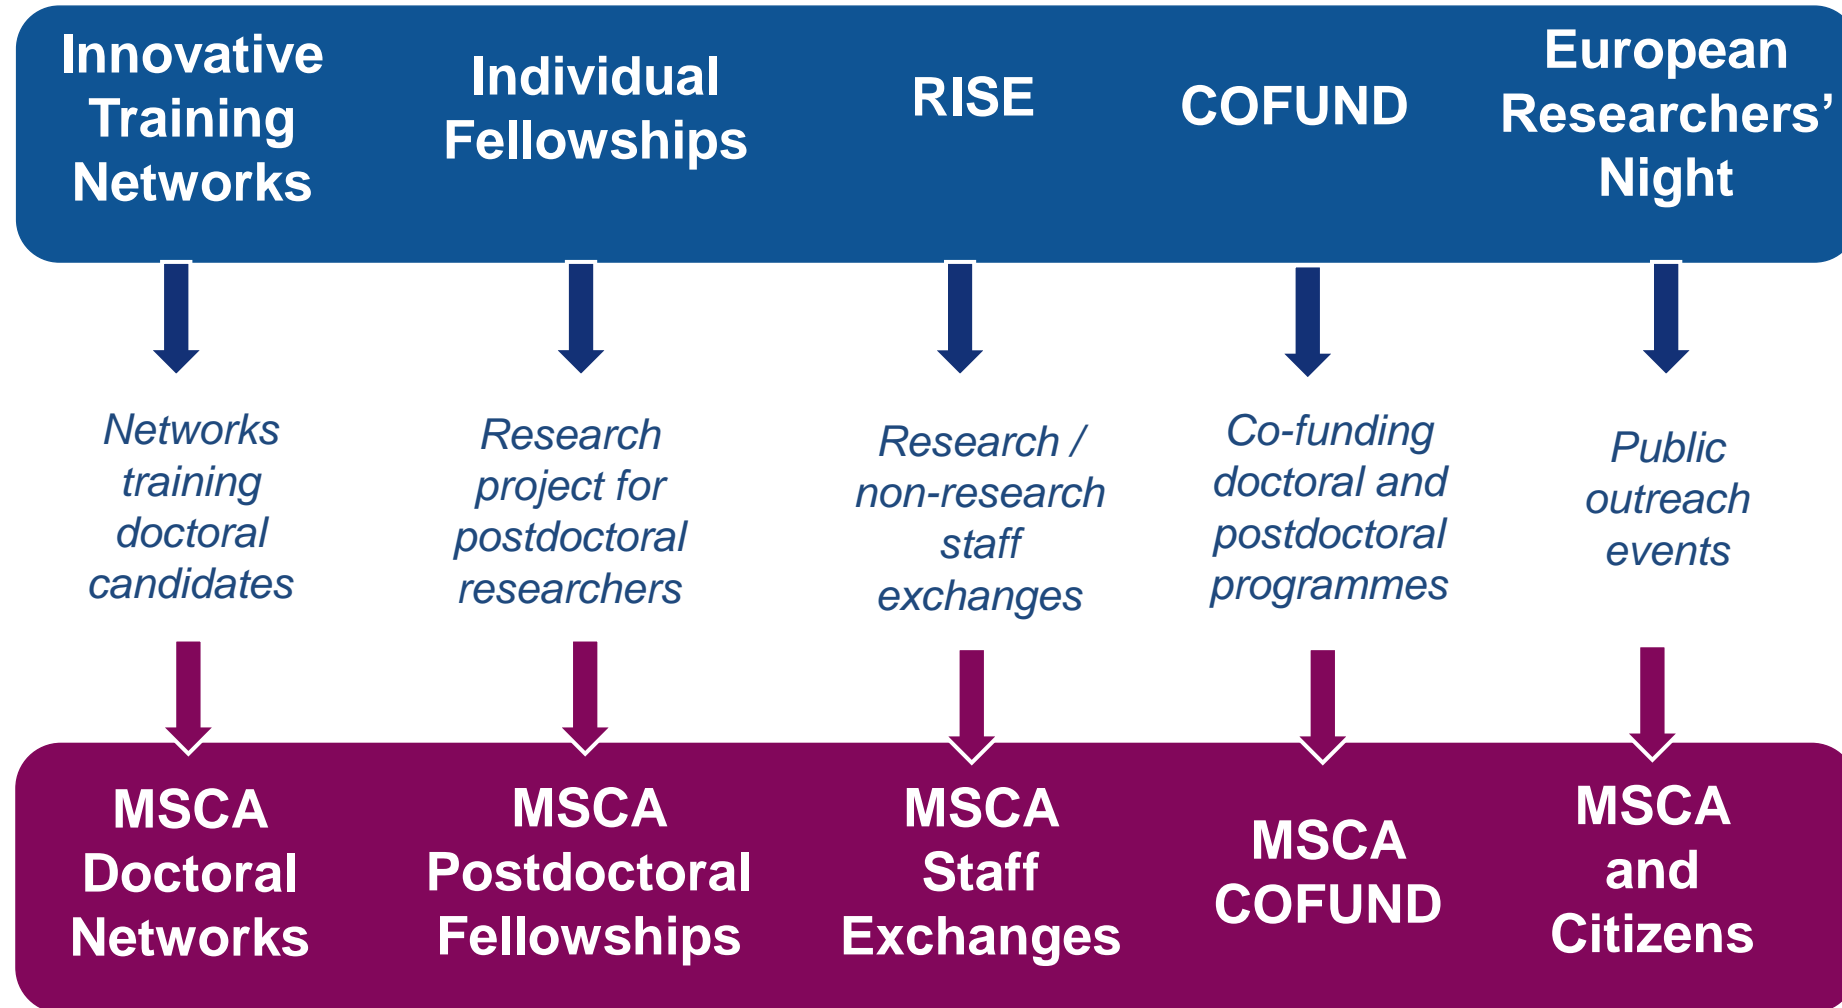 Innovative
Training
Networks
Individual
Fellowships
RISE
COFUND
European
Researchers’
Night
Networks
training
doctoral
candidates
Research
project for
postdoctoral
researchers
Research /
non-research
staff
exchanges
Co-funding
doctoral and
postdoctoral
programmes
Public
outreach
events
MSCA
Doctoral
Networks
MSCA
Postdoctoral
Fellowships
MSCA
Staff
Exchanges
MSCA
COFUND
MSCA
and
Citizens